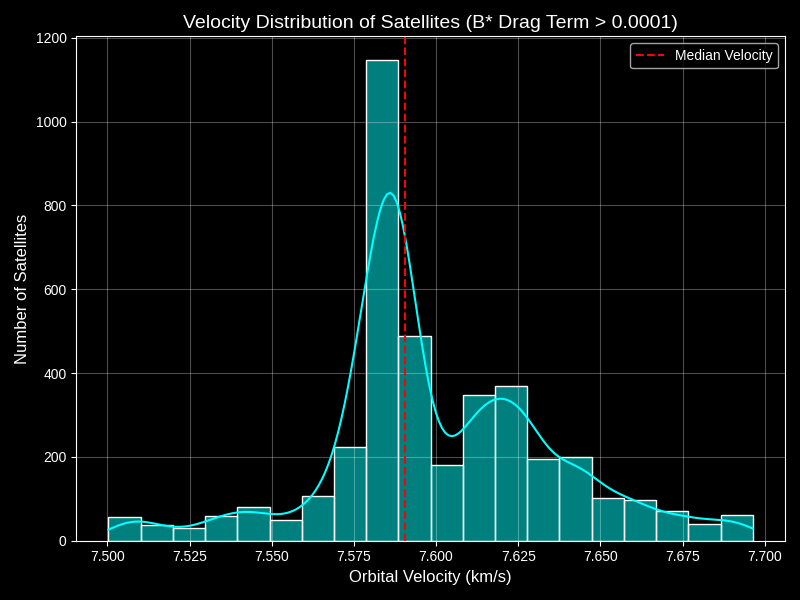 Velocity Distribution of Satellites (B* Drag Term > 0.0001)
Median Velocity
Number of Satellites
1200
1000
800
600
400
200
0
7.500 7.525 7.550 7.575 7.600 7.625 7.650 7.675 7.700
Orbital Velocity (km/s)